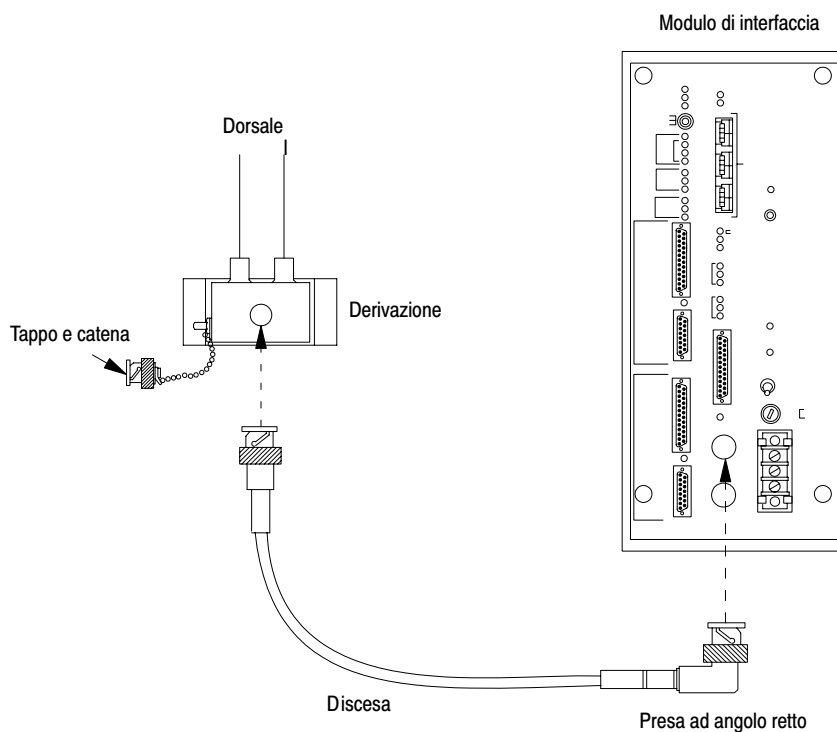 Modulo di interfaccia
Dorsale
Derivazione
Tappo e catena
Discesa
Presa ad angolo retto